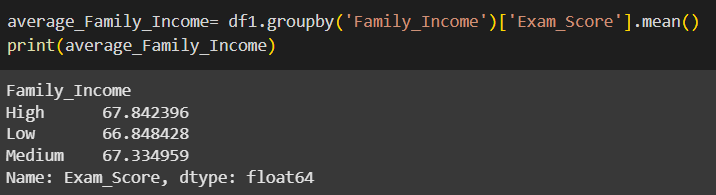 average_Family_Income= df1.groupby('Family_Income')['Exam_Score'].mean()
print(average_Family_Income)
Family_Income
High      67.842396
Low       66.848428
Medium    67.334959
Name: Exam_Score, dtype: float64